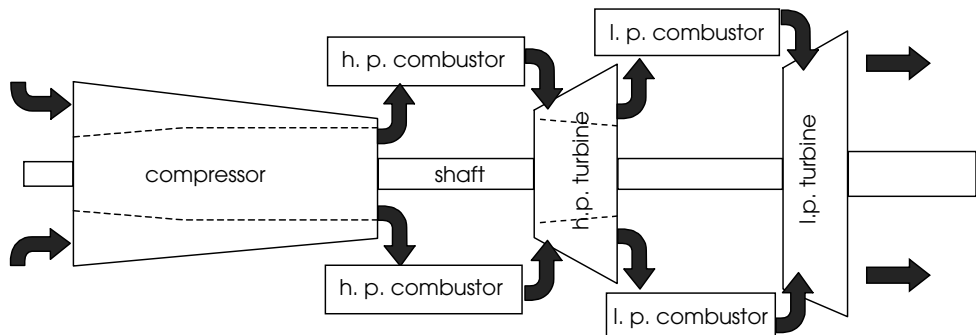 l. p. combustor
h. p. combustor
compressor
shaft
h.p. turbine
l.p. turbine
h. p. combustor
l. p. combustor